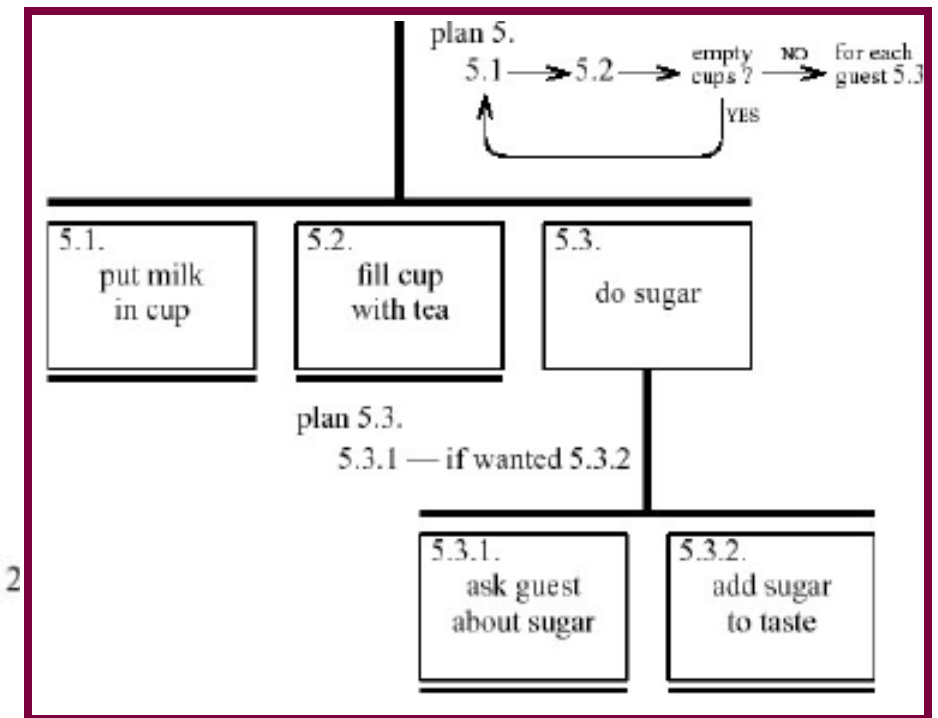 plan 5.
5.1 5.2 empty cups ? NO for each guest 5.3
YES
5.1.
put milk
in cup
5.2.
fill cup
with tea
5.3.
do sugar
plan 5.3.
5.3.1 — if wanted 5.3.2
5.3.1.
ask guest
about sugar
5.3.2.
add sugar
to taste
2